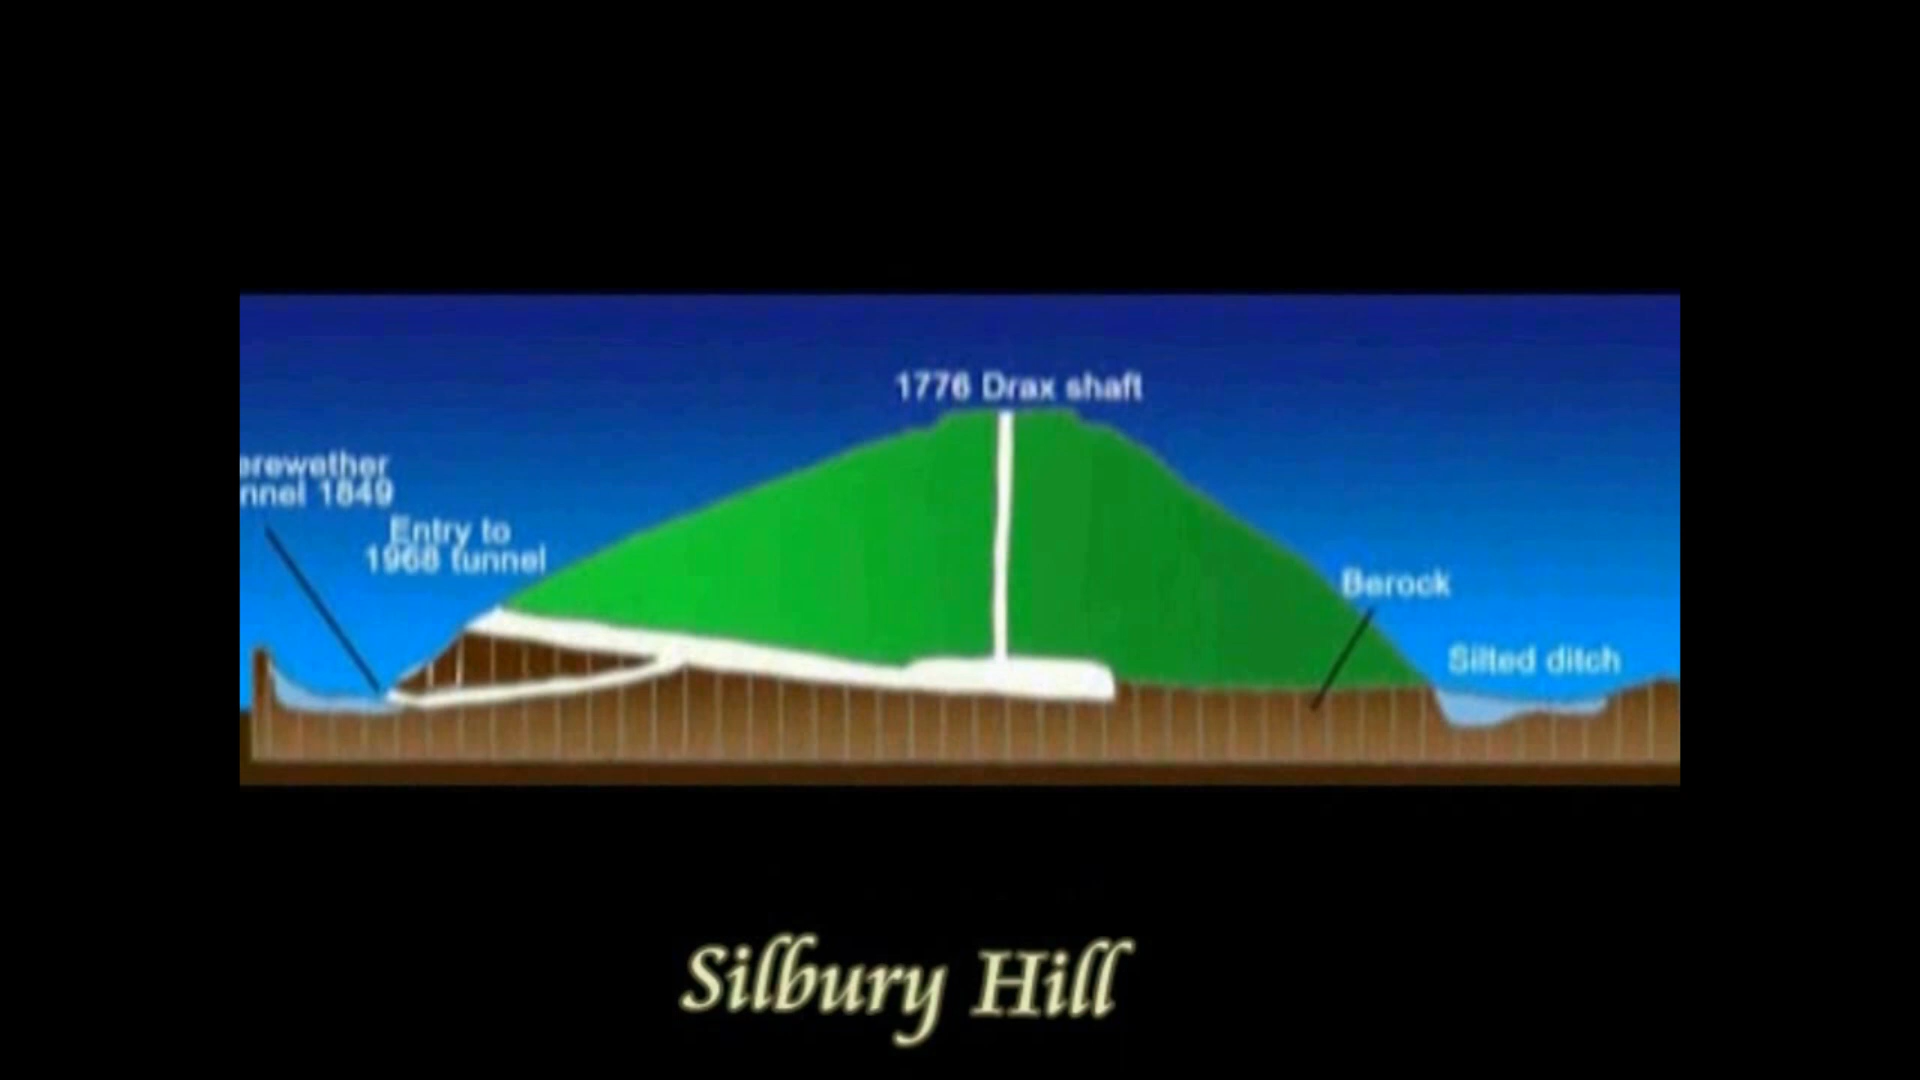 1776 Drax shaft
erewether
nnel 1849
Entry to
1968 tunnel
Berock
Silted ditch
Silbury Hill